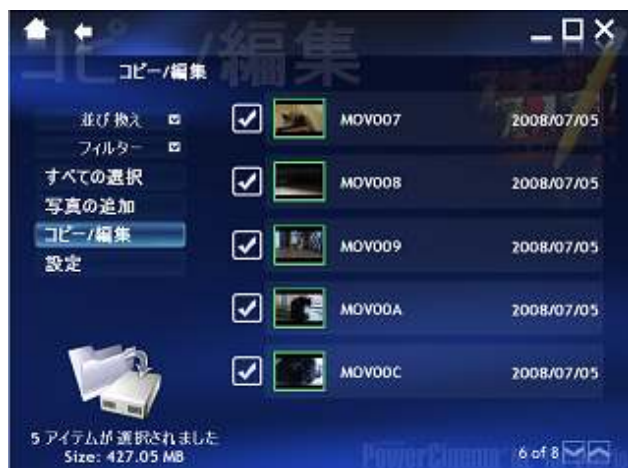 コピー/編集
コピー/編集
並び換え
フィルター
すべての選択
写真の追加
コピー/編集
設定
MOV007 2008/07/05
MOV008 2008/07/05
MOV009 2008/07/05
MOV00A 2008/07/05
MOV00C 2008/07/05
5 アイテムが選択されました
Size: 427.05 MB
6 of 8